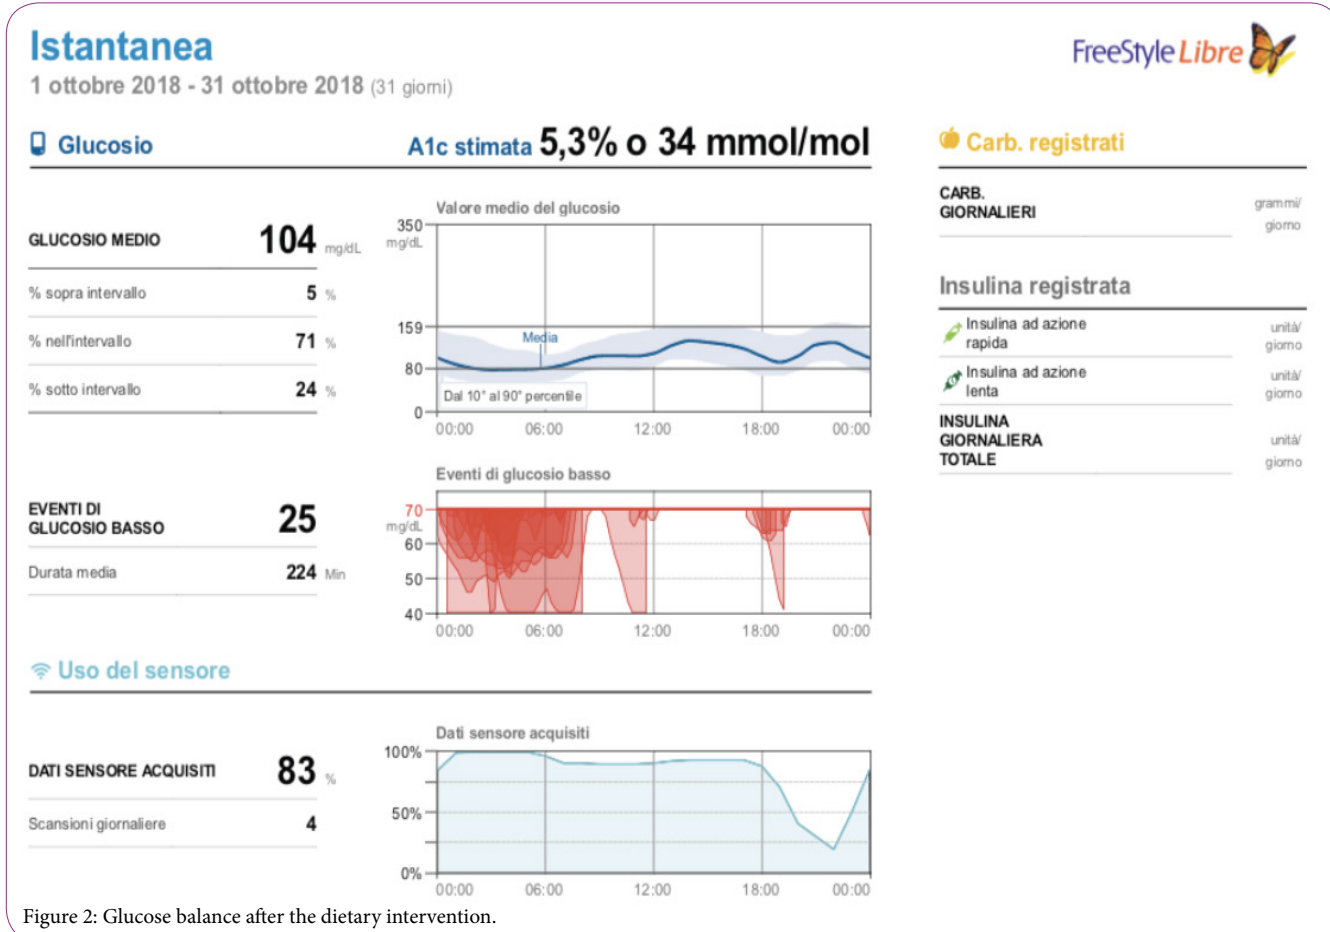 Istantanea
1 ottobre 2018 - 31 ottobre 2018 (31 giorni)
FreeStyle Libre
Glucosio
A1c stimata 5,3% o 34 mmol/mol
GLUCOSIO MEDIO 104 mg/dL
% sopra intervallo 5 %
% nell'intervallo 71 %
% sotto intervallo 24 %
Valore medio del glucosio
350
mg/dL
159
80
0
Media
Dal 10° al 90° percentile
00:00 06:00 12:00 18:00 00:00
EVENTI DI
GLUCOSIO BASSO 25
Durata media 224 Min
Eventi di glucosio basso
70
mg/dL
60
50
40
00:00 06:00 12:00 18:00 00:00
Uso del sensore
DATI SENSORE ACQUISITI 83 %
Scansioni giornaliere 4
Dati sensore acquisiti
100%
50%
0%
00:00 06:00 12:00 18:00 00:00
Carb. registrati
CARB.
GIORNALIERI
grammi/
giorno
Insulina registrata
Insulina ad azione
rapida
unità/
giorno
Insulina ad azione
lenta
unità/
giorno
INSULINA
GIORNALIERA
TOTALE
unità/
giorno
Figure 2: Glucose balance after the dietary intervention.